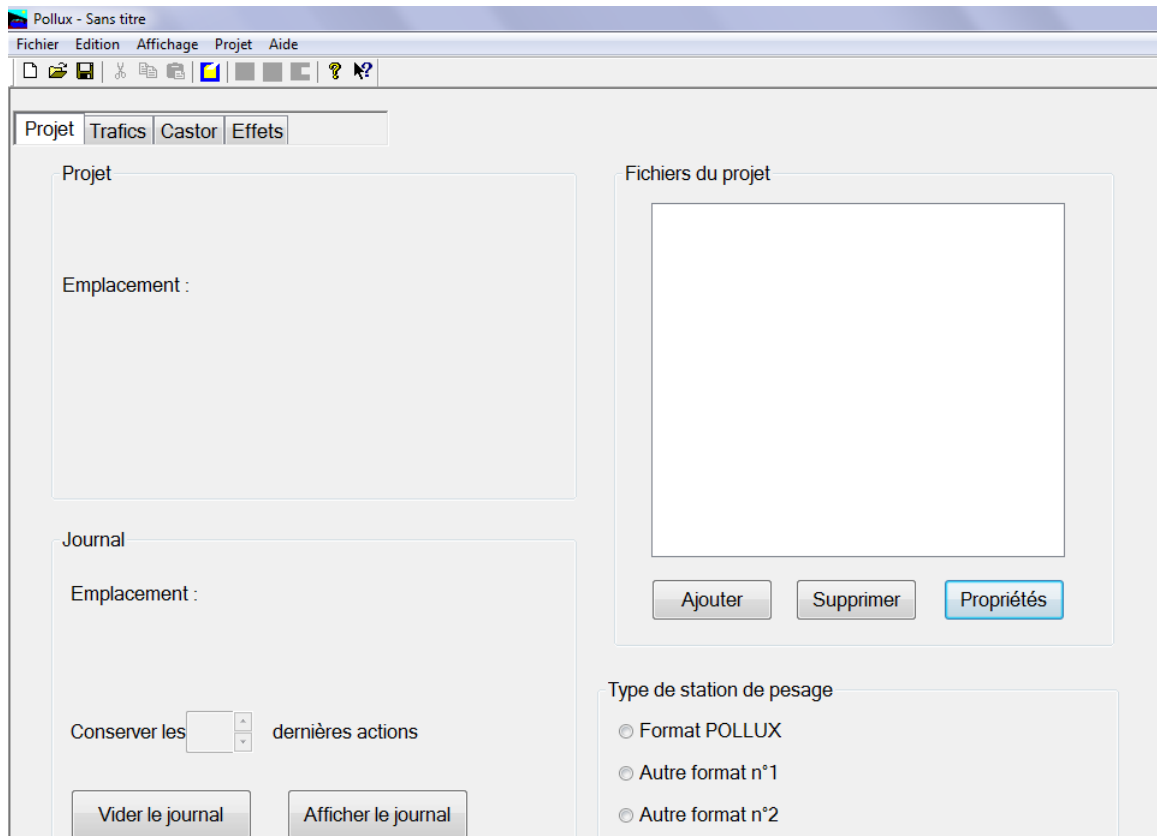 Pollux - Sans titre
Fichier Edition Affichage Projet Aide
Projet Trafics Castor Effets
Projet
Emplacement :
Journal
Emplacement :
Conserver les dernières actions
Vider le journal Afficher le journal
Fichiers du projet
Ajouter Supprimer Propriétés
Type de station de pesage
Format POLLUX
Autre format n°1
Autre format n°2